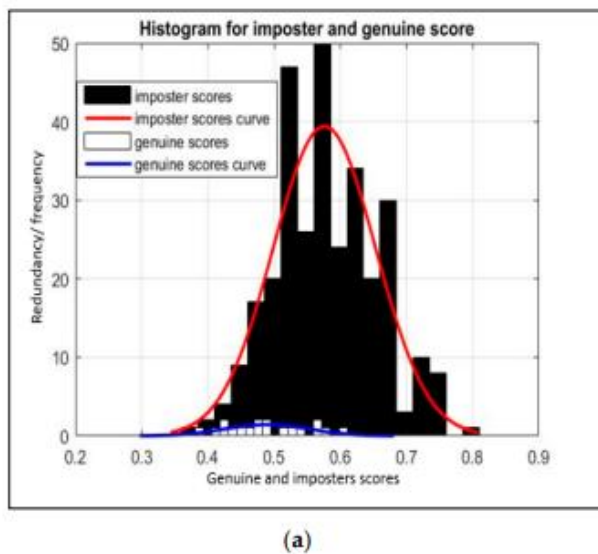 Histogram for imposter and genuine score
50
40
30
20
10
0
Redundancy/ frequency
imposter scores
imposter scores curve
genuine scores
genuine scores curve
0.2 0.3 0.4 0.5 0.6 0.7 0.8 0.9
Genuine and imposters scores
(a)